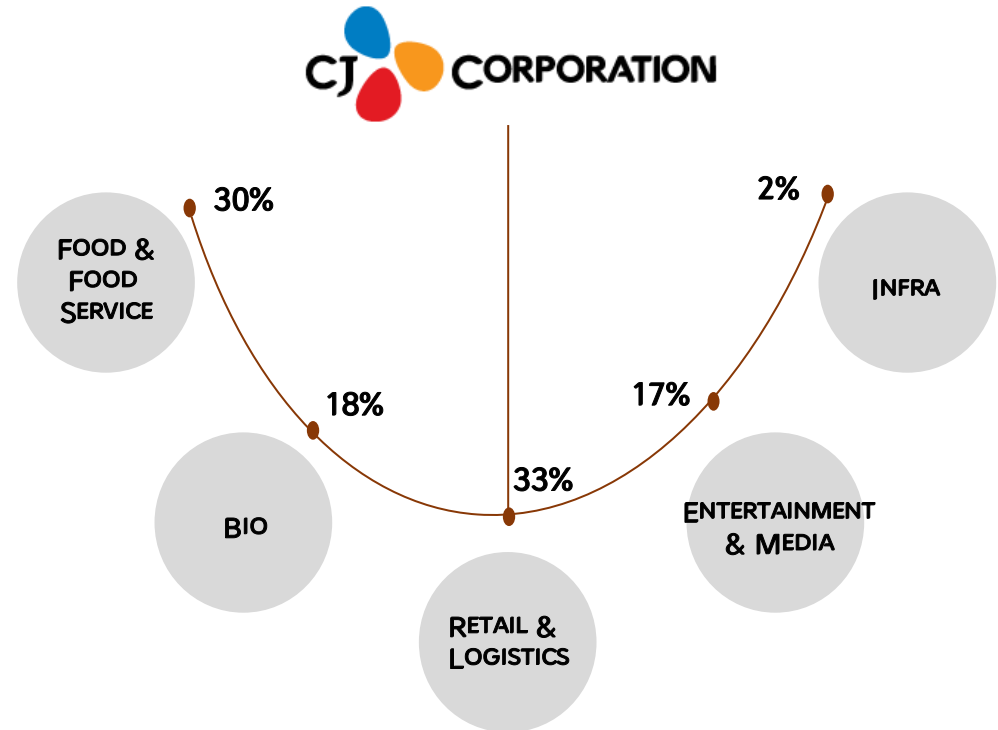 CJ CORPORATION
30%
2%
FOOD &
FOOD
SERVICE
INFRA
18%
17%
33%
BIO
ENTERTAINMENT
& MEDIA
RETAIL &
LOGISTICS